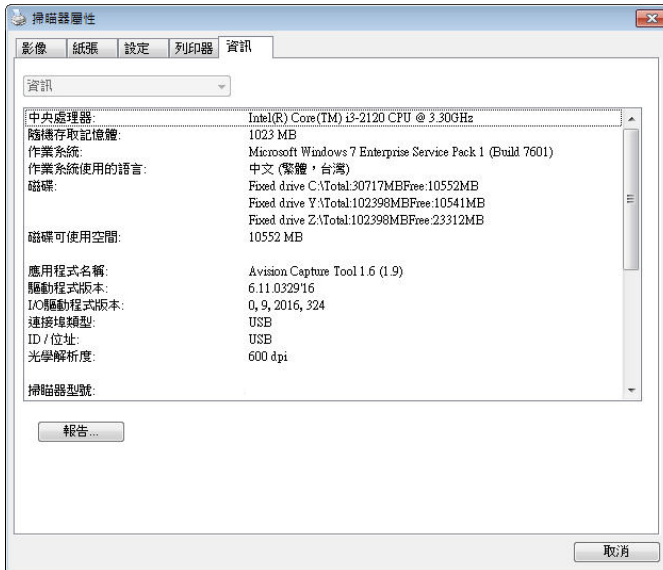 掃瞄器屬性
影像 紙張 設定 列印器 資訊
資訊
中央處理器: Intel(R) Core(TM) i3-2120 CPU @ 3.30GHz
隨機存取記憶體: 1023 MB
作業系統: Microsoft Windows 7 Enterprise Service Pack 1 (Build 7601)
作業系統使用的語言: 中文 (繁體，台灣)
磁碟: Fixed drive C:\Total:30717MBFree:10552MB
Fixed drive Y:\Total:102398MBFree:10541MB
Fixed drive Z:\Total:102398MBFree:23312MB
磁碟可使用空間: 10552 MB
應用程式名稱: Avision Capture Tool 1.6 (1.9)
驅動程式版本: 6.11.0329'16
I/O驅動程式版本: 0, 9, 2016, 324
連接埠類型: USB
ID / 位址: USB
光學解析度: 600 dpi
掃瞄器型號:
報告...
取消